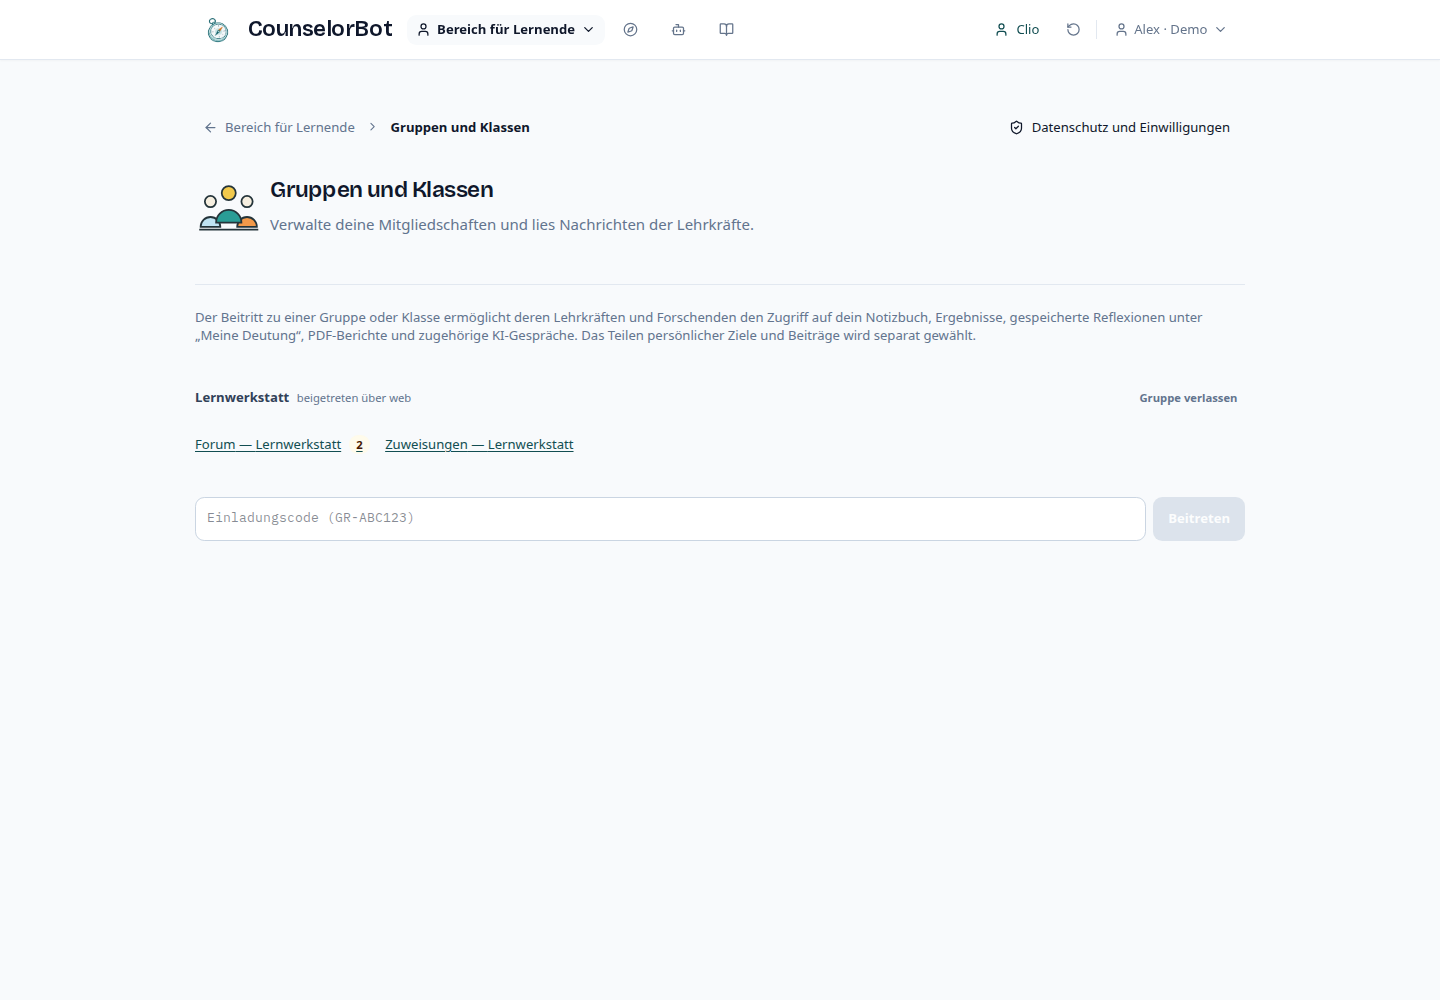 CounselorBot
Bereich für Lernende
Clio
Alex · Demo
Bereich für Lernende
Gruppen und Klassen
Datenschutz und Einwilligungen
Gruppen und Klassen
Verwalte deine Mitgliedschaften und lies Nachrichten der Lehrkräfte.
Der Beitritt zu einer Gruppe oder Klasse ermöglicht deren Lehrkräften und Forschenden den Zugriff auf dein Notizbuch, Ergebnisse, gespeicherte Reflexionen unter
„Meine Deutung“, PDF-Berichte und zugehörige KI-Gespräche. Das Teilen persönlicher Ziele und Beiträge wird separat gewählt.
Lernwerkstatt beigetreten über web
Gruppe verlassen
Forum — Lernwerkstatt 2 Zuweisungen — Lernwerkstatt
Einladungscode (GR-ABC123)
Beitreten